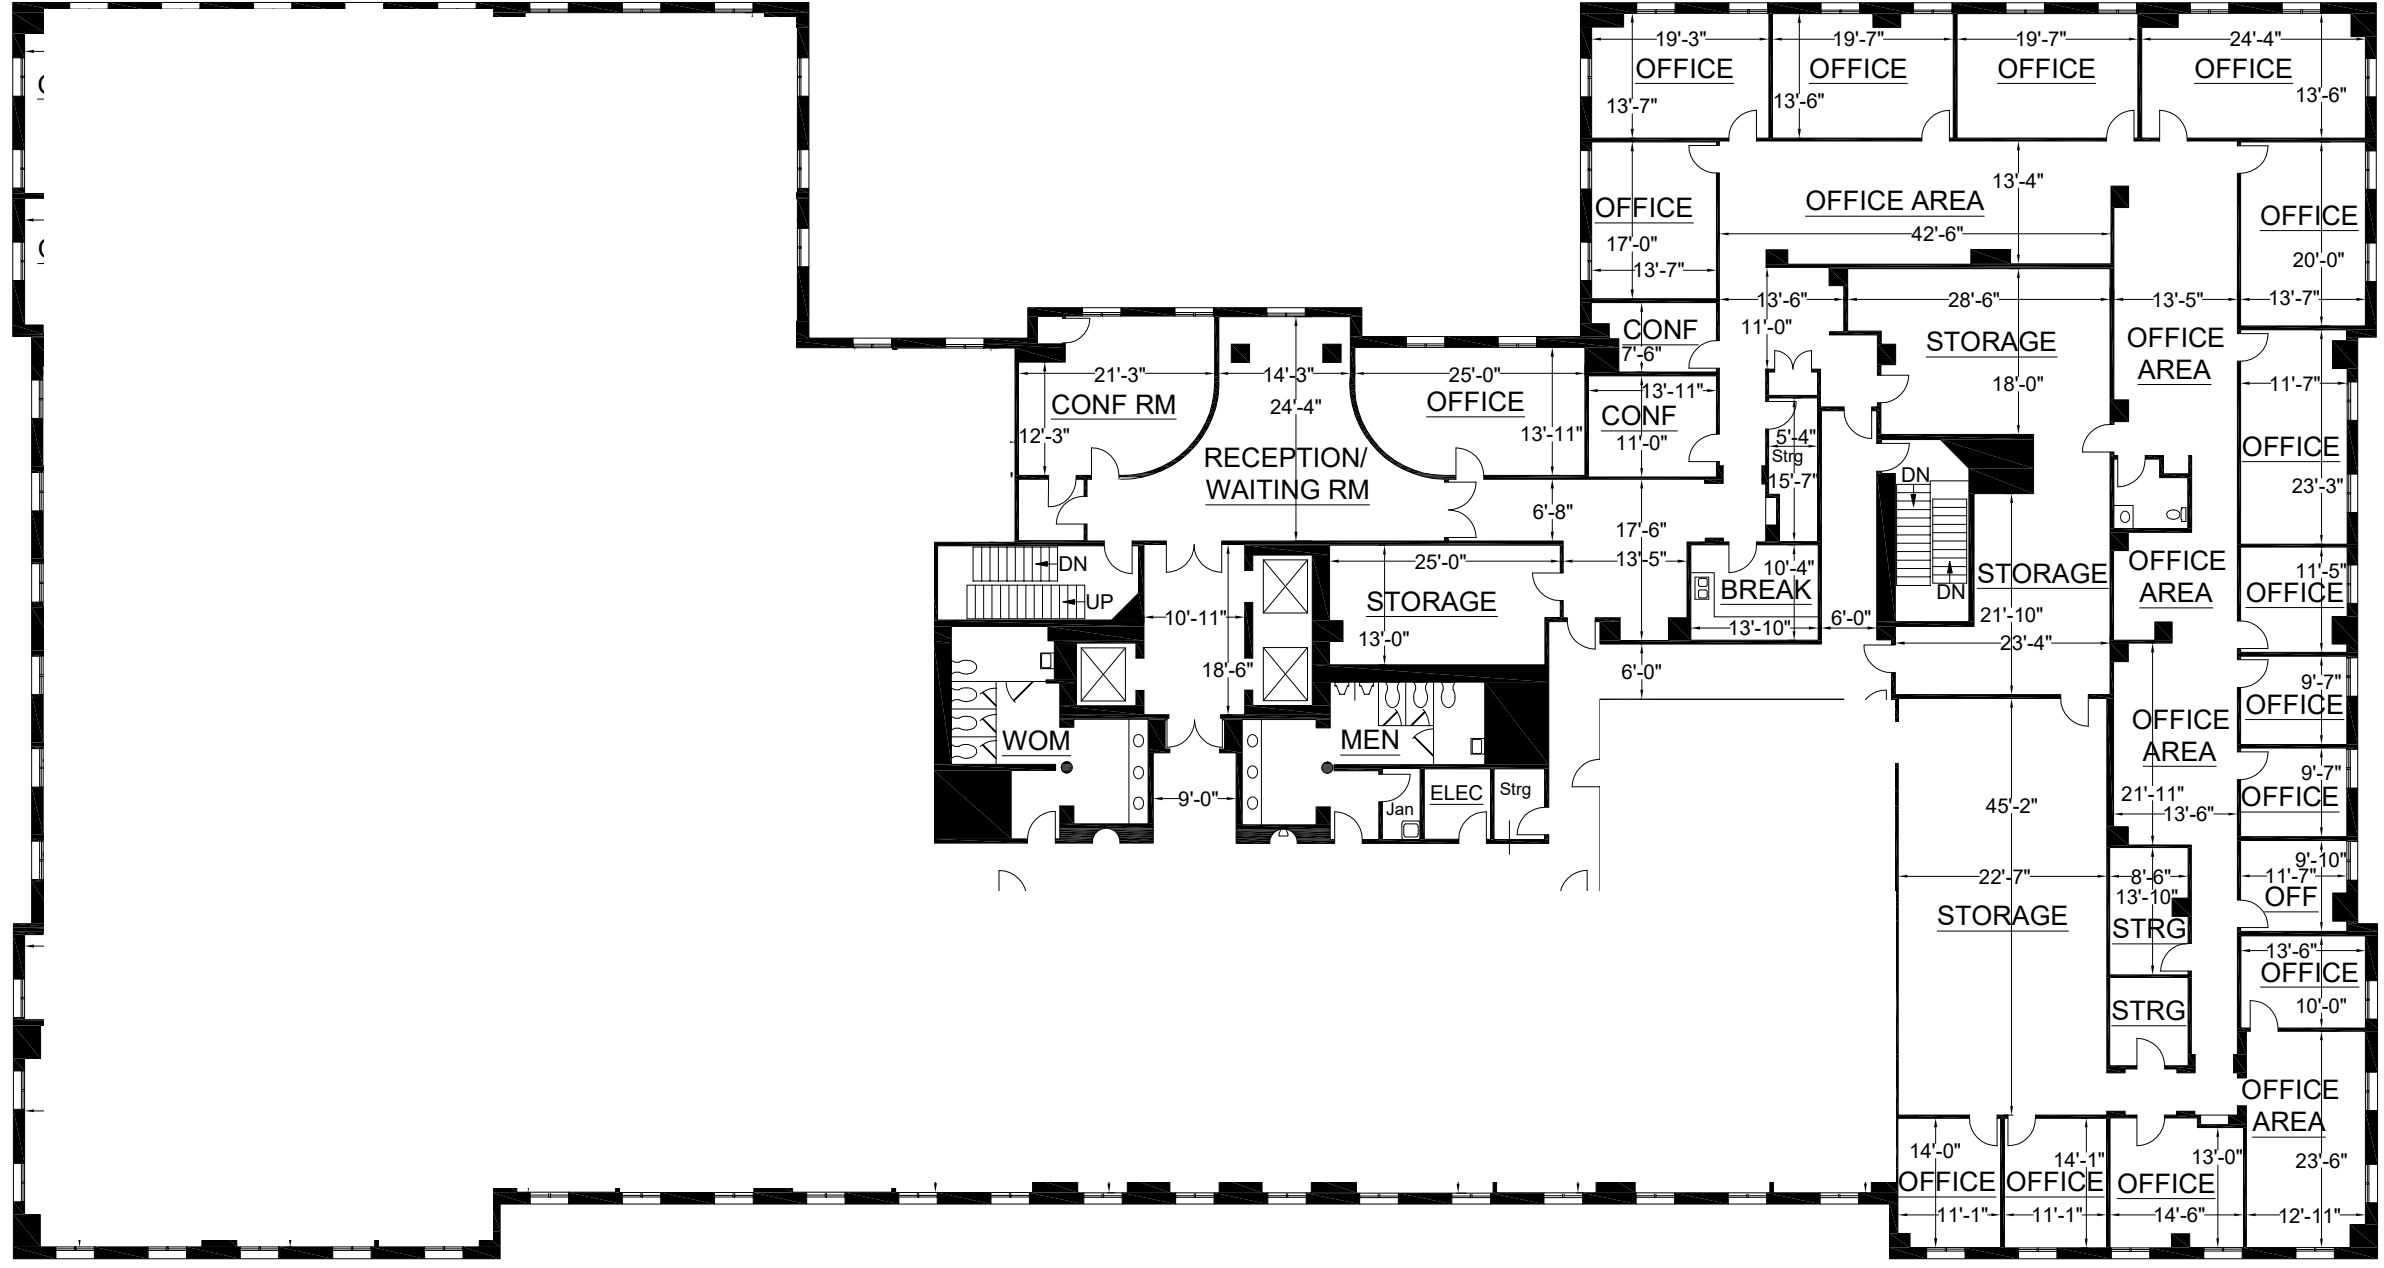 19'-3"
OFFICE
13'-7"
19'-7"
OFFICE
13'-6"
19'-7"
OFFICE
24'-4"
OFFICE
13'-6"
OFFICE
17'-0"
13'-7"
13'-4"
OFFICE AREA
42'-6"
OFFICE
20'-0"
13'-7"
13'-6"
11'-0"
28'-6"
STORAGE
18'-0"
13'-5"
OFFICE
AREA
CONF
7'-6"
13'-11"
CONF
11'-0"
21'-3"
CONF RM
12'-3"
14'-3"
24'-4"
RECEPTION/
WAITING RM
25'-0"
OFFICE
13'-11"
11'-7"
OFFICE
23'-3"
5'-4"
Strg
15'-7"
DN
DN
6'-8"
17'-6"
13'-5"
DN
UP
10'-11"
18'-6"
25'-0"
STORAGE
13'-0"
10'-4"
BREAK
13'-10"
6'-0"
STORAGE
21'-10"
23'-4"
OFFICE
AREA
11'-5"
OFFICE
6'-0"
9'-7"
OFFICE
OFFICE
AREA
21'-11"
13'-6"
9'-7"
OFFICE
WOM
MEN
9'-0"
Jan
ELEC
Strg
45'-2"
22'-7"
STORAGE
8'-6"
13'-10"
STRG
9'-10"
11'-7"
OFF
13'-6"
OFFICE
10'-0"
STRG
OFFICE
AREA
23'-6"
12'-11"
14'-0"
OFFICE
11'-1"
14'-1"
OFFICE
11'-1"
13'-0"
OFFICE
14'-6"